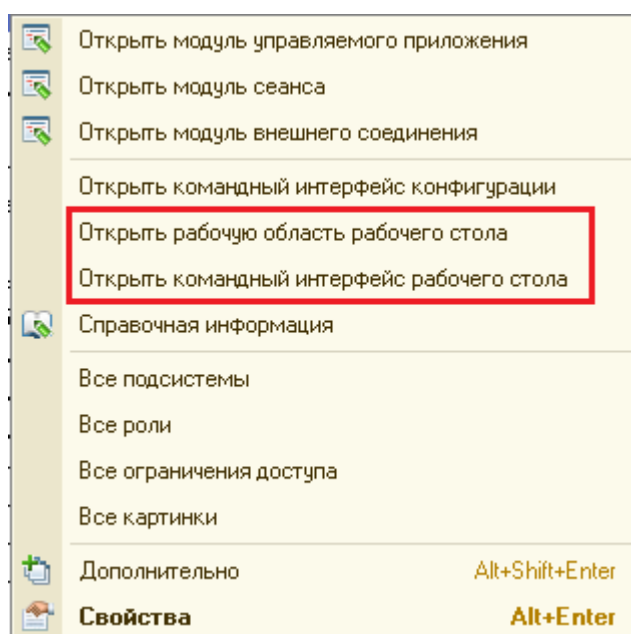 Открыть модуль управляемого приложения
Открыть модуль сеанса
Открыть модуль внешнего соединения
Открыть командный интерфейс конфигурации
Открыть рабочую область рабочего стола
Открыть командный интерфейс рабочего стола
Справочная информация
Все подсистемы
Все роли
Все ограничения доступа
Все картинки
Дополнительно Alt+Shift+Enter
Свойства Alt+Enter